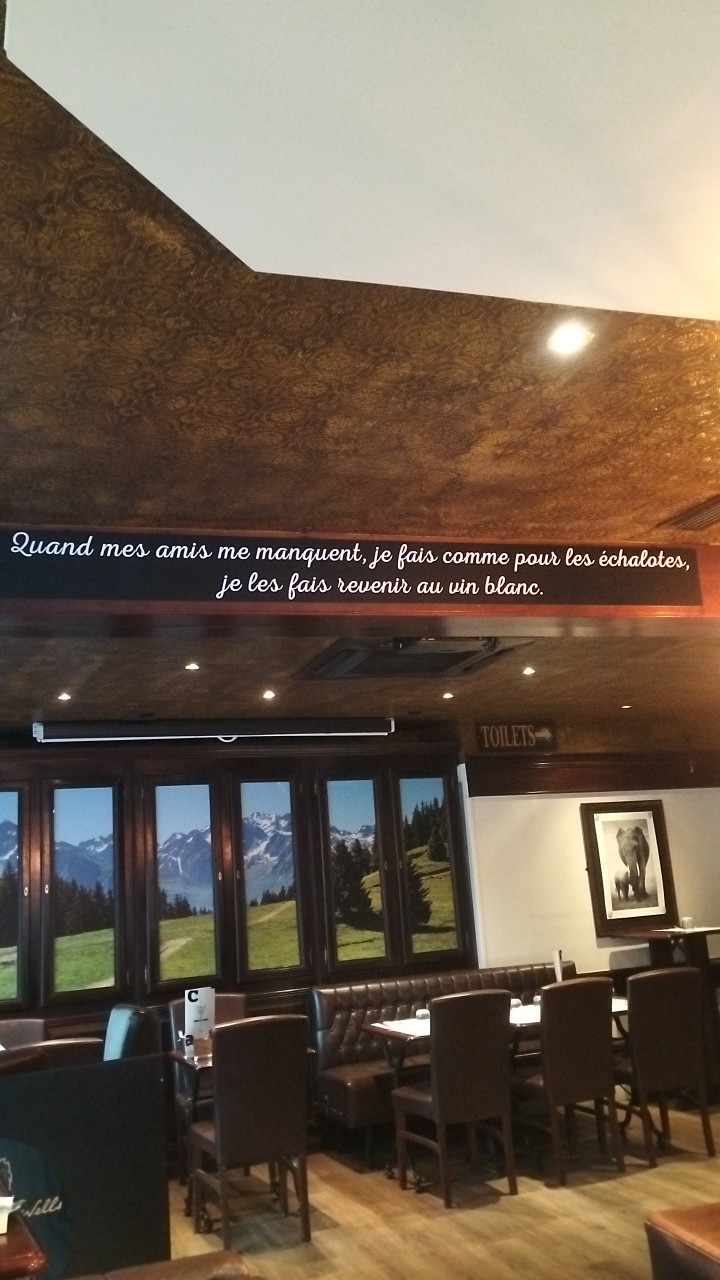 Quand mes amis me manquent, je fais comme pour les échalotes,
je les fais revenir au vin blanc.
TOILETS
C